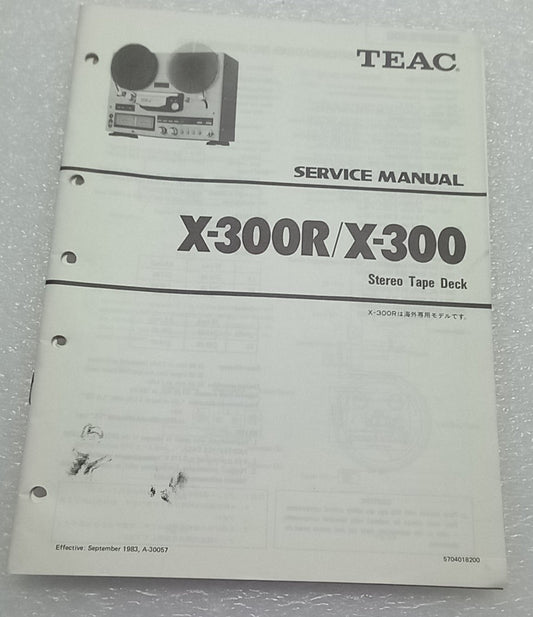 TEAC®
SERVICE MANUAL
X-300R/X-300
Stereo Tape Deck
X-300Rは海外専用モデルです.
Effective: September 1983, A-30057
5704018200